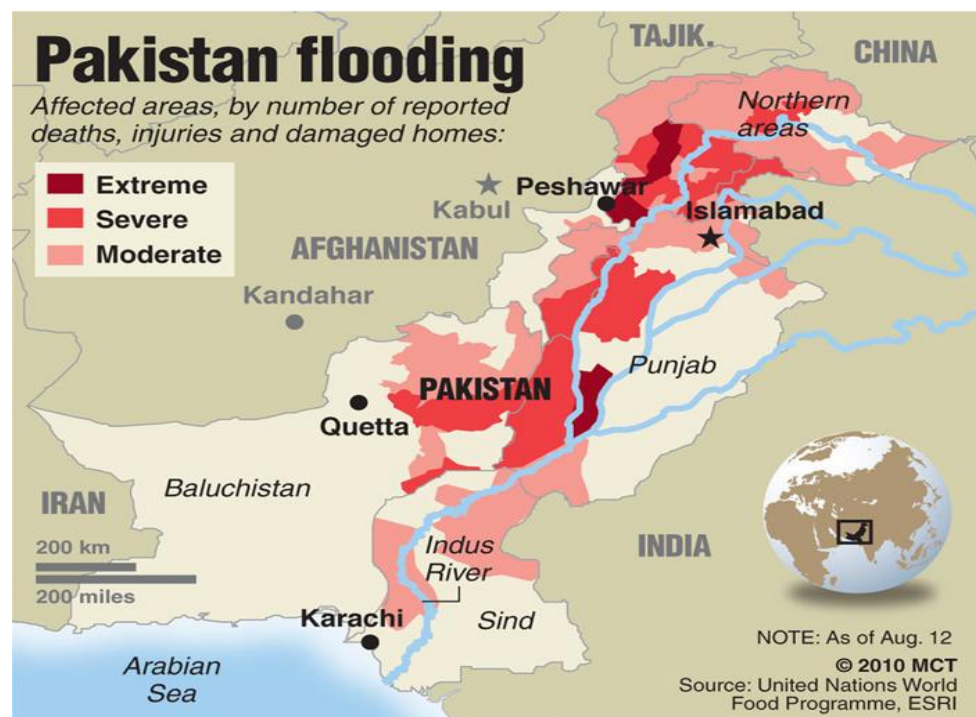 Pakistan flooding
Affected areas, by number of reported
deaths, injuries and damaged homes:
Extreme
Severe
Moderate
TAJIK.
CHINA
Northern
areas
Peshawar
Kabul
Islamabad
AFGHANISTAN
Kandahar
Punjab
PAKISTAN
Quetta
Baluchistan
IRAN
INDIA
200 km
200 miles
Indus
River
Karachi
Sind
Arabian
Sea
NOTE: As of Aug. 12
© 2010 MCT
Source: United Nations World
Food Programme, ESRI